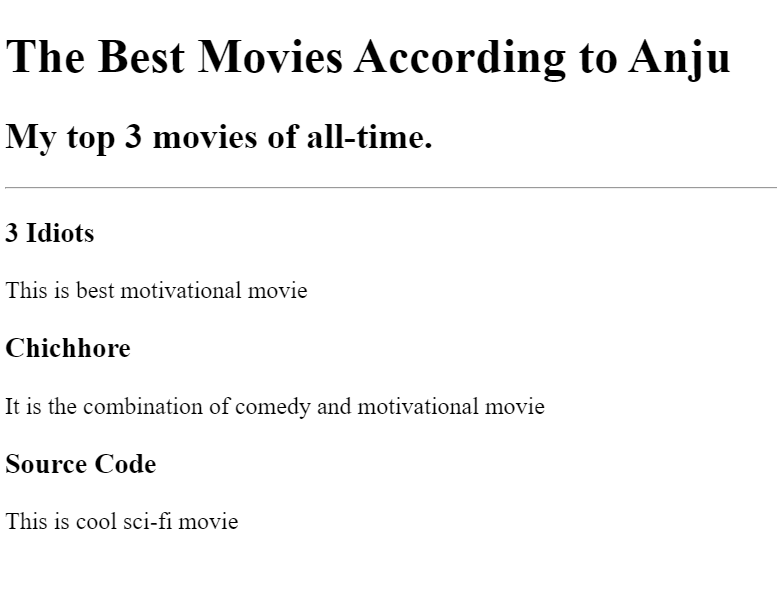 The Best Movies According to Anju
My top 3 movies of all-time.
3 Idiots
This is best motivational movie
Chichhore
It is the combination of comedy and motivational movie
Source Code
This is cool sci-fi movie